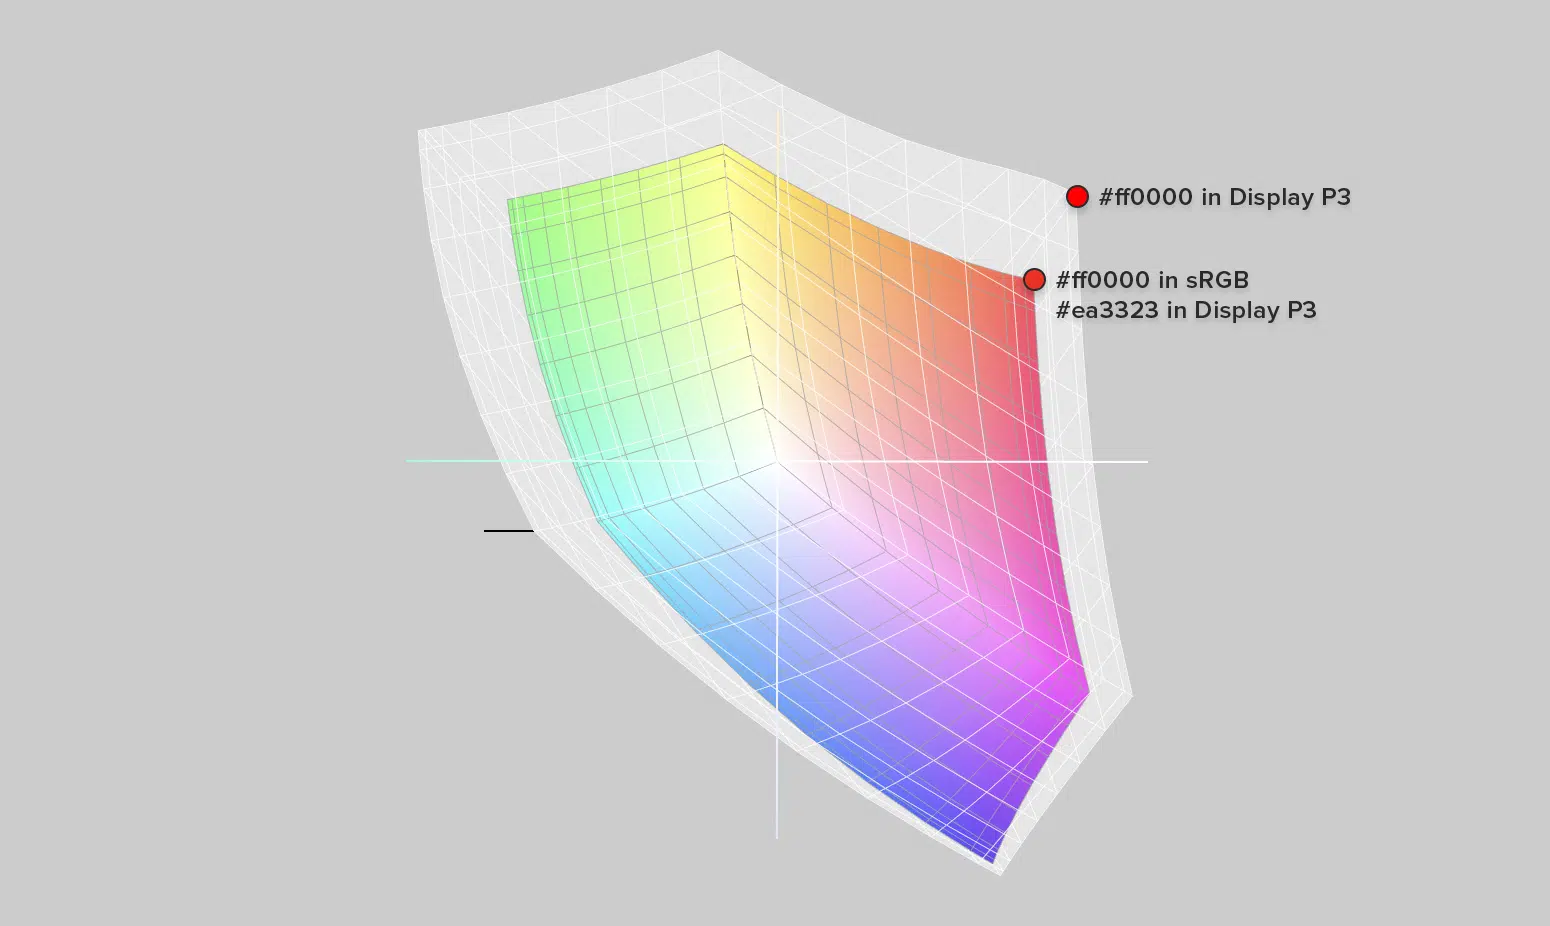 #ff0000 in Display P3
#ff0000 in sRGB
#ea3323 in Display P3